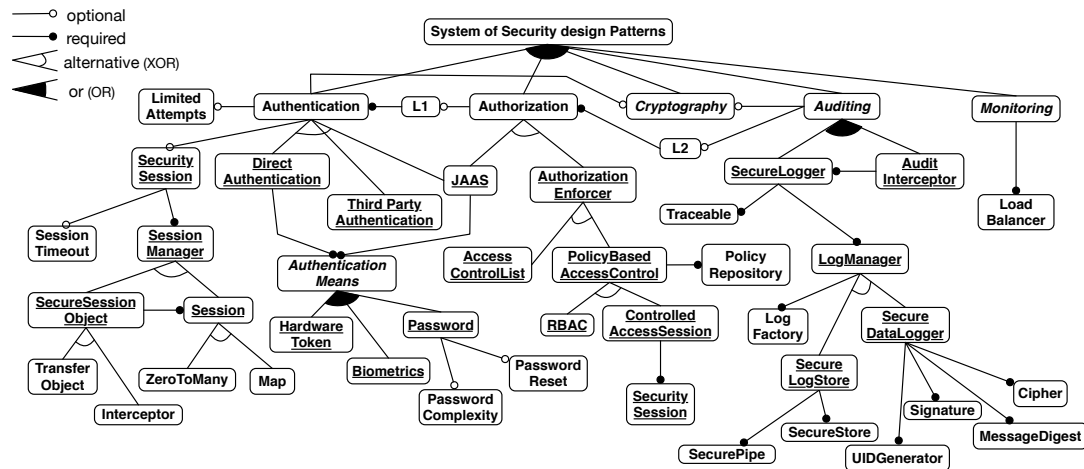 optional
required
alternative (XOR)
or (OR)
System of Security design Patterns
Limited
Attempts
Authentication
L1
Authorization
Cryptography
Auditing
Monitoring
L2
Security
Session
Direct
Authentication
Third Party
Authentication
JAAS
Authorization
Enforcer
SecureLogger
Audit
Interceptor
Traceable
Load
Balancer
Session
Timeout
Session
Manager
Authentication
Means
Access
ControlList
PolicyBased
AccessControl
Policy
Repository
LogManager
SecureSession
Object
Session
Hardware
Token
Password
Biometrics
RBAC
Controlled
AccessSession
Log
Factory
Secure
DataLogger
Transfer
Object
ZeroToMany
Map
Interceptor
Password
Reset
Password
Complexity
Security
Session
Secure
LogStore
Cipher
Signature
MessageDigest
SecureStore
SecurePipe
UIDGenerator